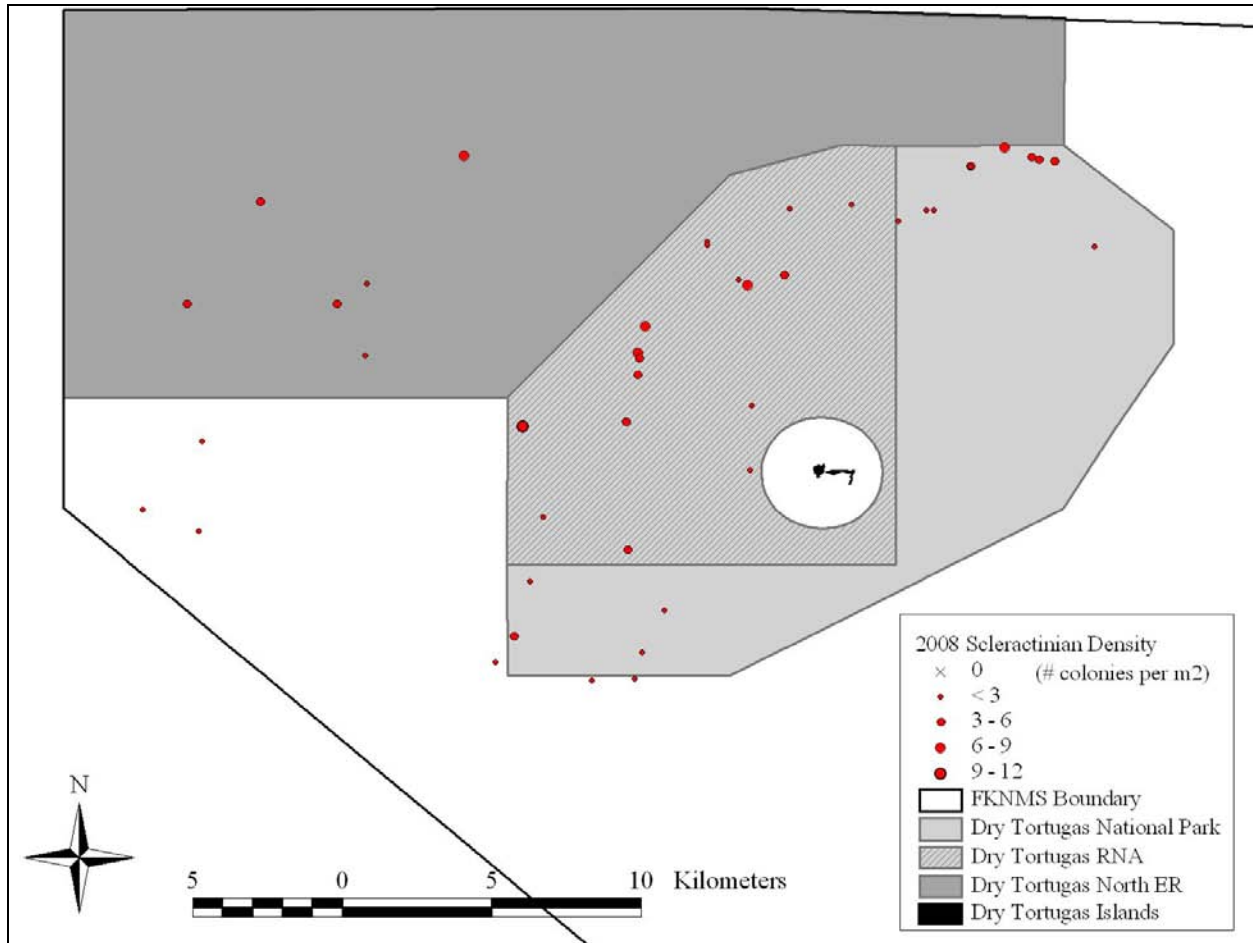 2008 Scleractinian Density
0 (# colonies per m2)
< 3
3 - 6
6 - 9
9 - 12
FKNMS Boundary
Dry Tortugas National Park
Dry Tortugas RNA
Dry Tortugas North ER
Dry Tortugas Islands
N
5 0 5 10 Kilometers